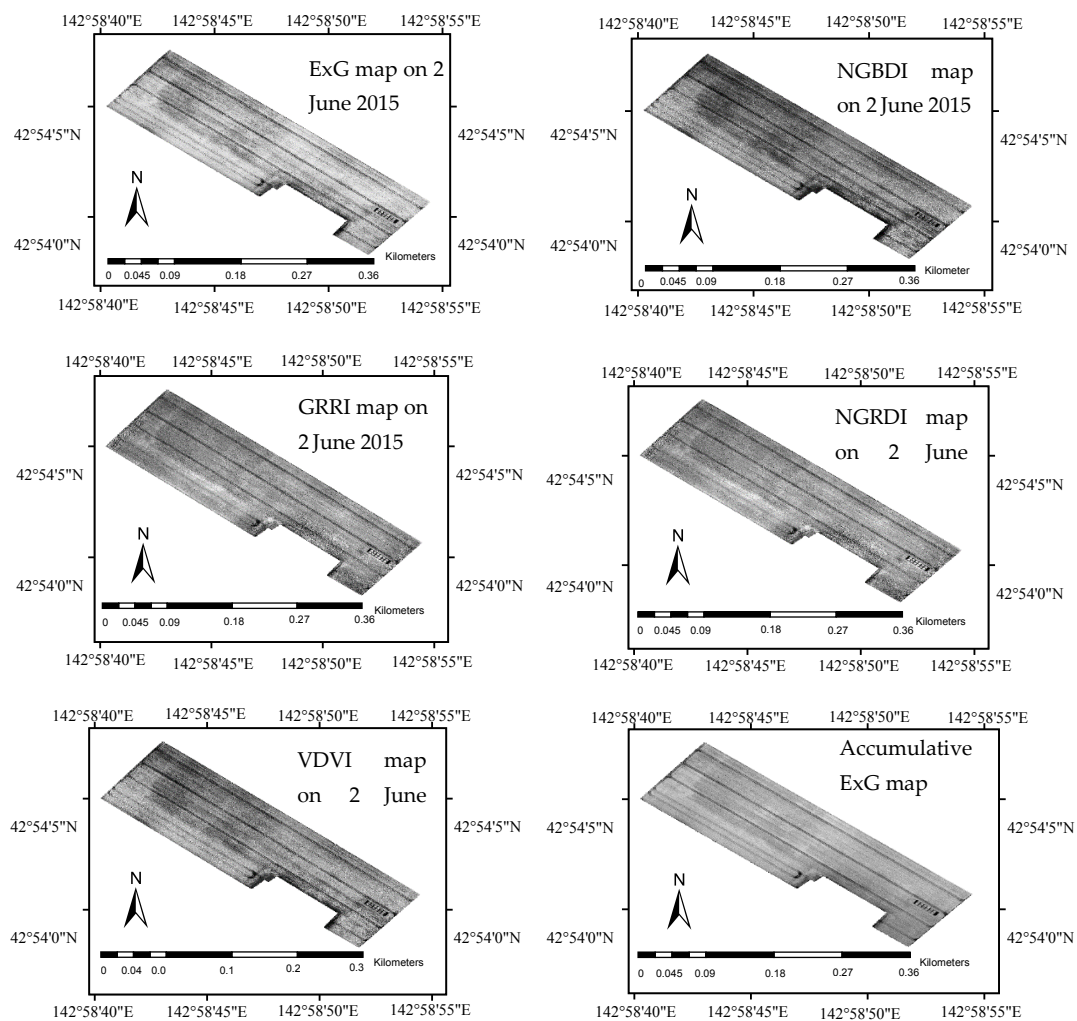 142°58'40"E 142°58'45"E 142°58'50"E 142°58'55"E
ExG map on 2
June 2015
42°54'5"N 42°54'5"N
N
42°54'0"N 42°54'0"N
Kilometers
0 0.045 0.09 0.18 0.27 0.36
142°58'40"E 142°58'45"E 142°58'50"E 142°58'55"E
142°58'40"E 142°58'45"E 142°58'50"E 142°58'55"E
NGBDI map
on 2 June 2015
42°54'5"N 42°54'5"N
N
42°54'0"N 42°54'0"N
Kilometer
0 0.045 0.09 0.18 0.27 0.36
142°58'40"E 142°58'45"E 142°58'50"E 142°58'55"E
142°58'40"E 142°58'45"E 142°58'50"E 142°58'55"E
GRRI map on
2 June 2015
42°54'5"N 42°54'5"N
N
42°54'0"N 42°54'0"N
Kilometers
0 0.045 0.09 0.18 0.27 0.36
142°58'40"E 142°58'45"E 142°58'50"E 142°58'55"E
142°58'40"E 142°58'45"E 142°58'50"E 142°58'55"E
NGRDI map
on 2 June
42°54'5"N 42°54'5"N
N
42°54'0"N 42°54'0"N
Kilometers
0 0.045 0.09 0.18 0.27 0.36
142°58'40"E 142°58'45"E 142°58'50"E 142°58'55"E
142°58'40"E 142°58'45"E 142°58'50"E 142°58'55"E
VDVI map
on 2 June
42°54'5"N 42°54'5"N
N
42°54'0"N 42°54'0"N
Kilometers
0 0.04 0.0 0.1 0.2 0.3
142°58'40"E 142°58'45"E 142°58'50"E 142°58'55"E
142°58'40"E 142°58'45"E 142°58'50"E 142°58'55"E
Accumulative
ExG map
42°54'5"N 42°54'5"N
N
42°54'0"N 42°54'0"N
Kilometers
0 0.045 0.09 0.18 0.27 0.36
142°58'40"E 142°58'45"E 142°58'50"E 142°58'55"E